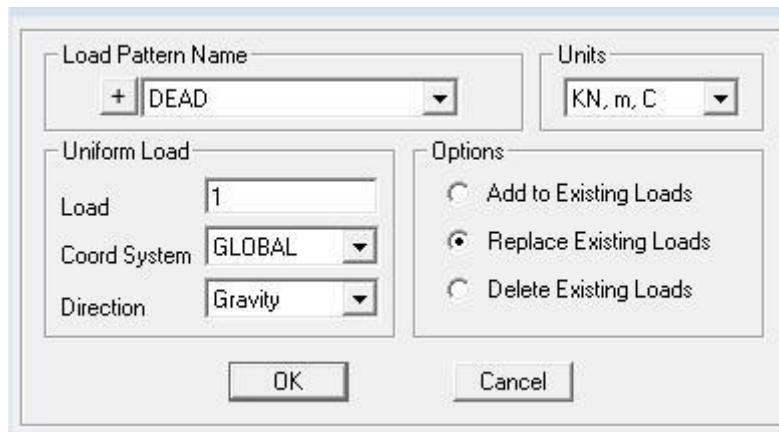 Load Pattern Name
+ DEAD
Units
KN, m, C
Uniform Load
Load 1
Coord System GLOBAL
Direction Gravity
Options
Add to Existing Loads
Replace Existing Loads
Delete Existing Loads
OK
Cancel